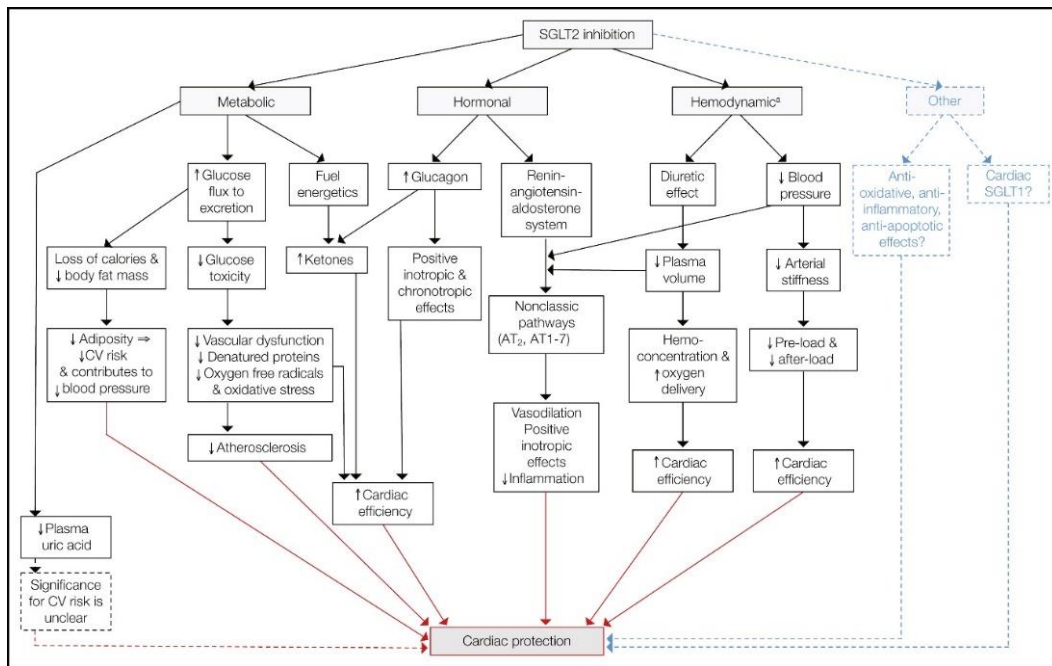 SGLT2 inhibition
Metabolic
Hormonal
Hemodynamicᵃ
Other
↑Glucose
flux to
excretion
Fuel
energetics
↑Glucagon
Renin-
angiotensin-
aldosterone
system
Diuretic
effect
↓Blood
pressure
Anti-
oxidative, anti-
inflammatory,
anti-apoptotic
effects?
Cardiac
SGLT1?
Loss of calories &
↓body fat mass
↓Glucose
toxicity
↑Ketones
Positive
inotropic &
chronotropic
effects
↓Plasma
volume
↓Arterial
stiffness
Nonclassic
pathways
(AT₂, AT1-7)
↓Adiposity ⇒
↓CV risk
& contributes to
↓blood pressure
↓Vascular dysfunction
↓Denatured proteins
↓Oxygen free radicals
& oxidative stress
Hemo-
concentration &
↑oxygen
delivery
↓Pre-load &
↓after-load
↓Atherosclerosis
Vasodilation
Positive
inotropic
effects
↓Inflammation
↑Cardiac
efficiency
↑Cardiac
efficiency
↑Cardiac
efficiency
↓Plasma
uric acid
Significance
for CV risk is
unclear
Cardiac protection